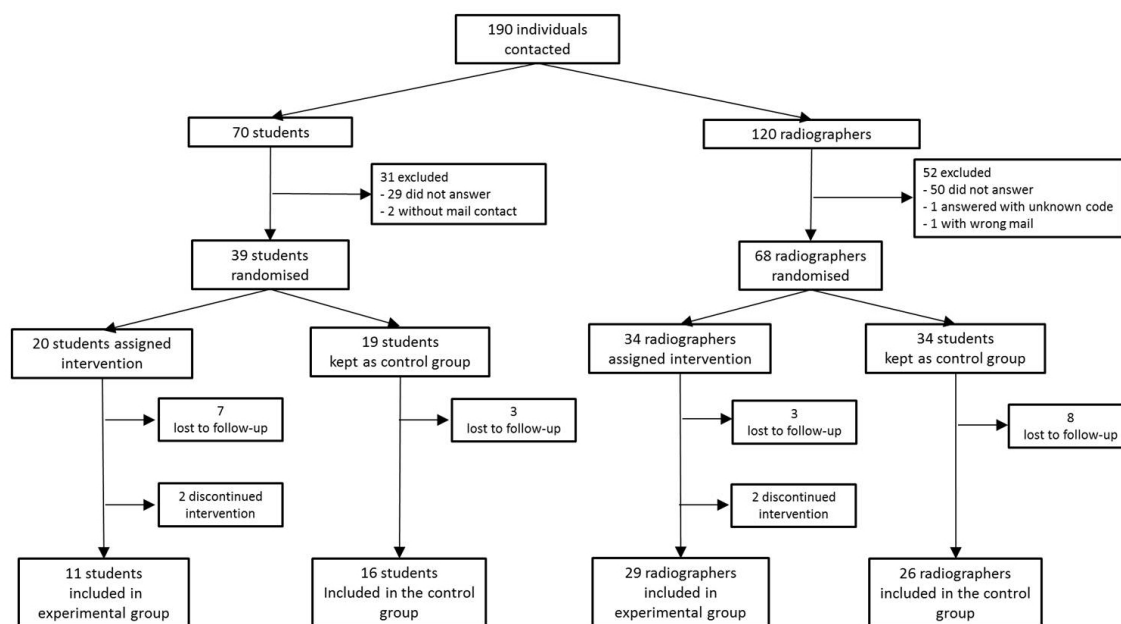 190 individuals
contacted
70 students
120 radiographers
31 excluded
- 29 did not answer
- 2 without mail contact
52 excluded
- 50 did not answer
- 1 answered with unknown code
- 1 with wrong mail
39 students
randomised
68 radiographers
randomised
20 students assigned
intervention
19 students
kept as control group
34 radiographers
assigned intervention
34 students
kept as control group
7
lost to follow-up
3
lost to follow-up
3
lost to follow-up
8
lost to follow-up
2 discontinued
intervention
2 discontinued
intervention
11 students
included in
experimental group
16 students
Included in the control
group
29 radiographers
included in
experimental group
26 radiographers
included in the control
group